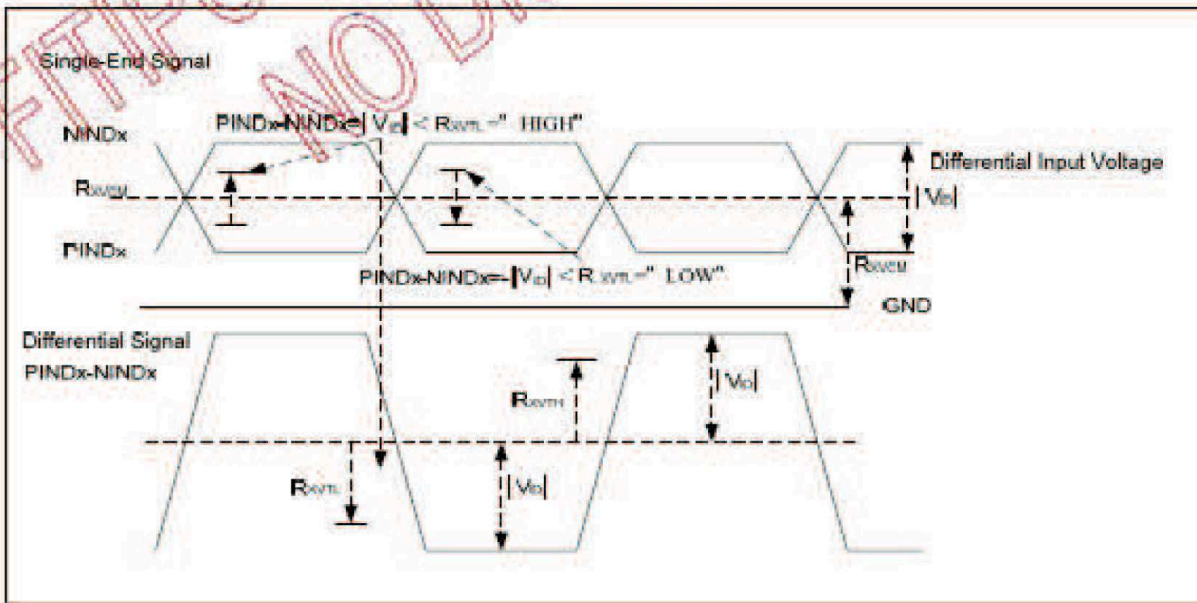 Single-End Signal
NINDx
PINDx-NINDx=|VID| < RXVTL=" HIGH"
Differential Input Voltage
RXVCM
|VID|
PINDx
PINDx-NINDx=-|VID| < RXVTL=" LOW"
RXVCM
GND
Differential Signal
PINDx-NINDx
RXVTH
|VID|
RXVTL
|VID|
NO